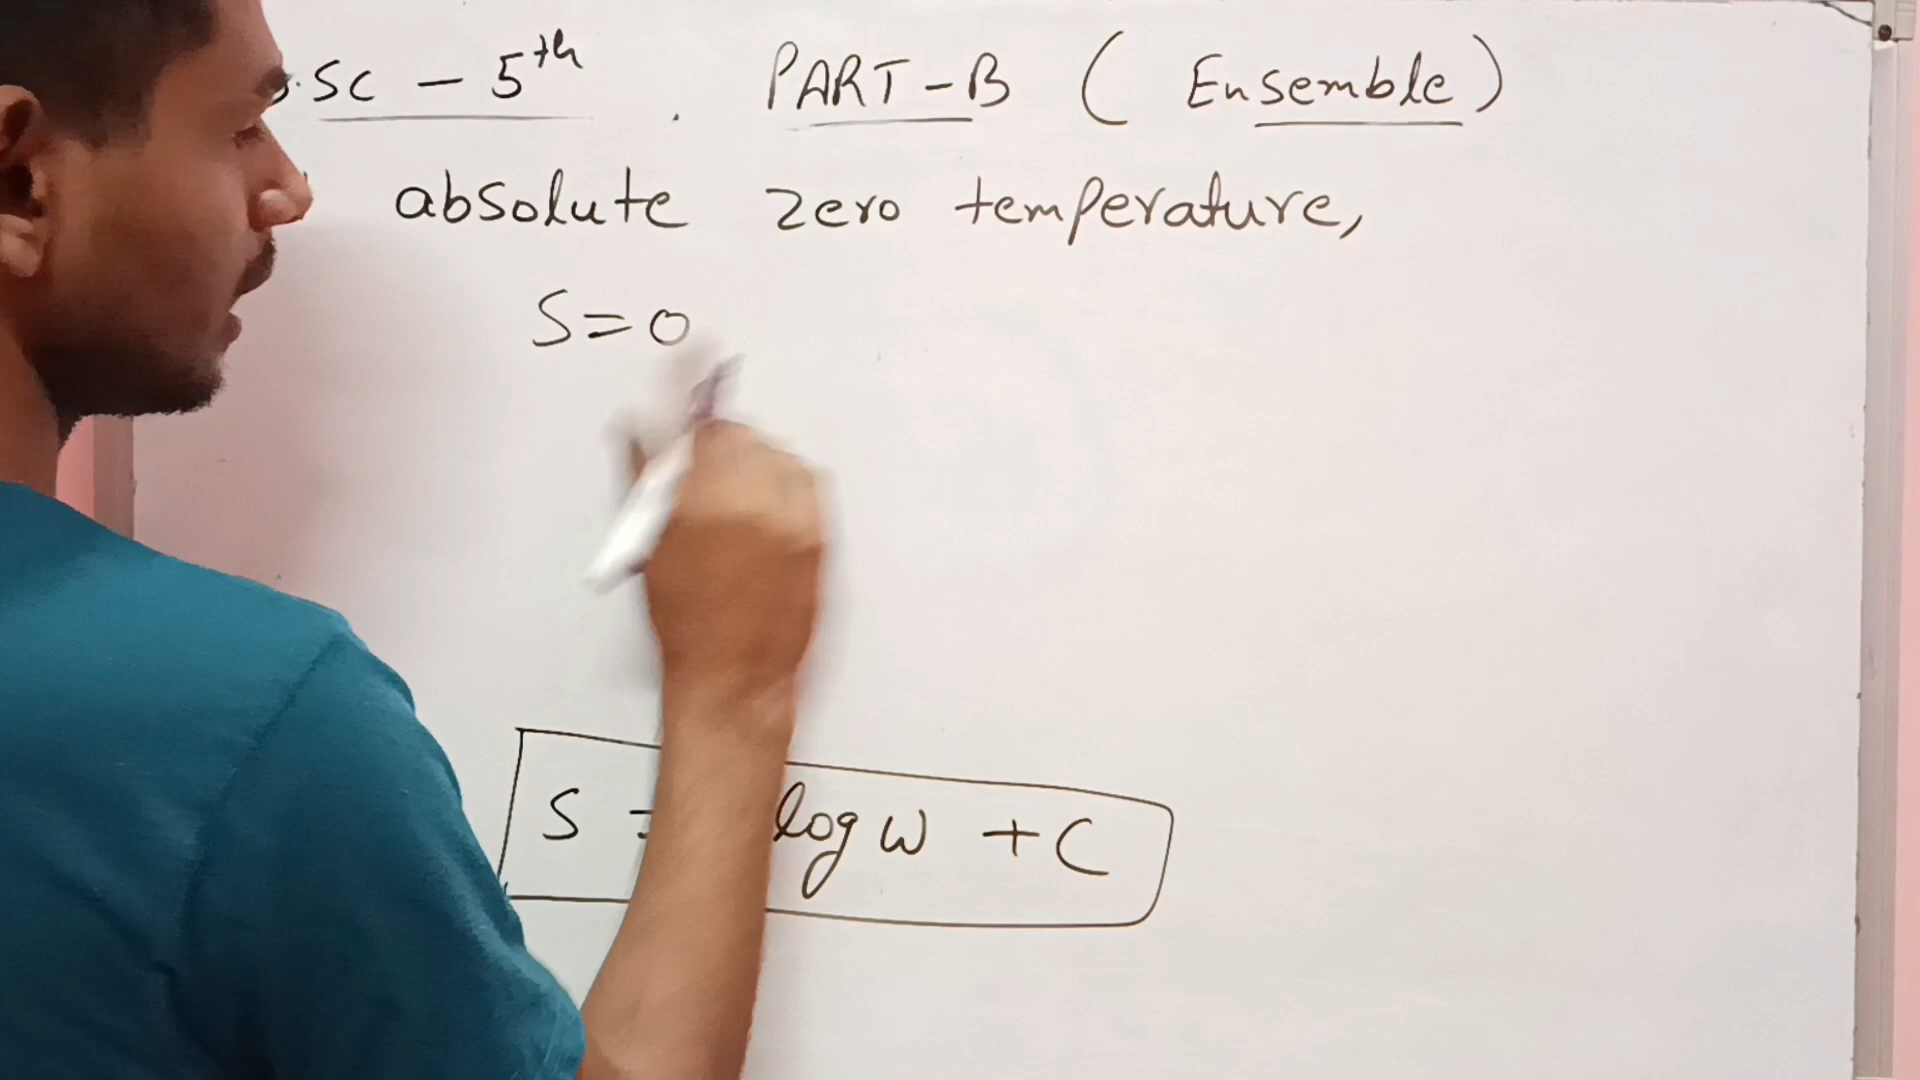 .SC - 5th . PART-B ( Ensemble )
absolute zero temperature,
S=0
S = log W + C